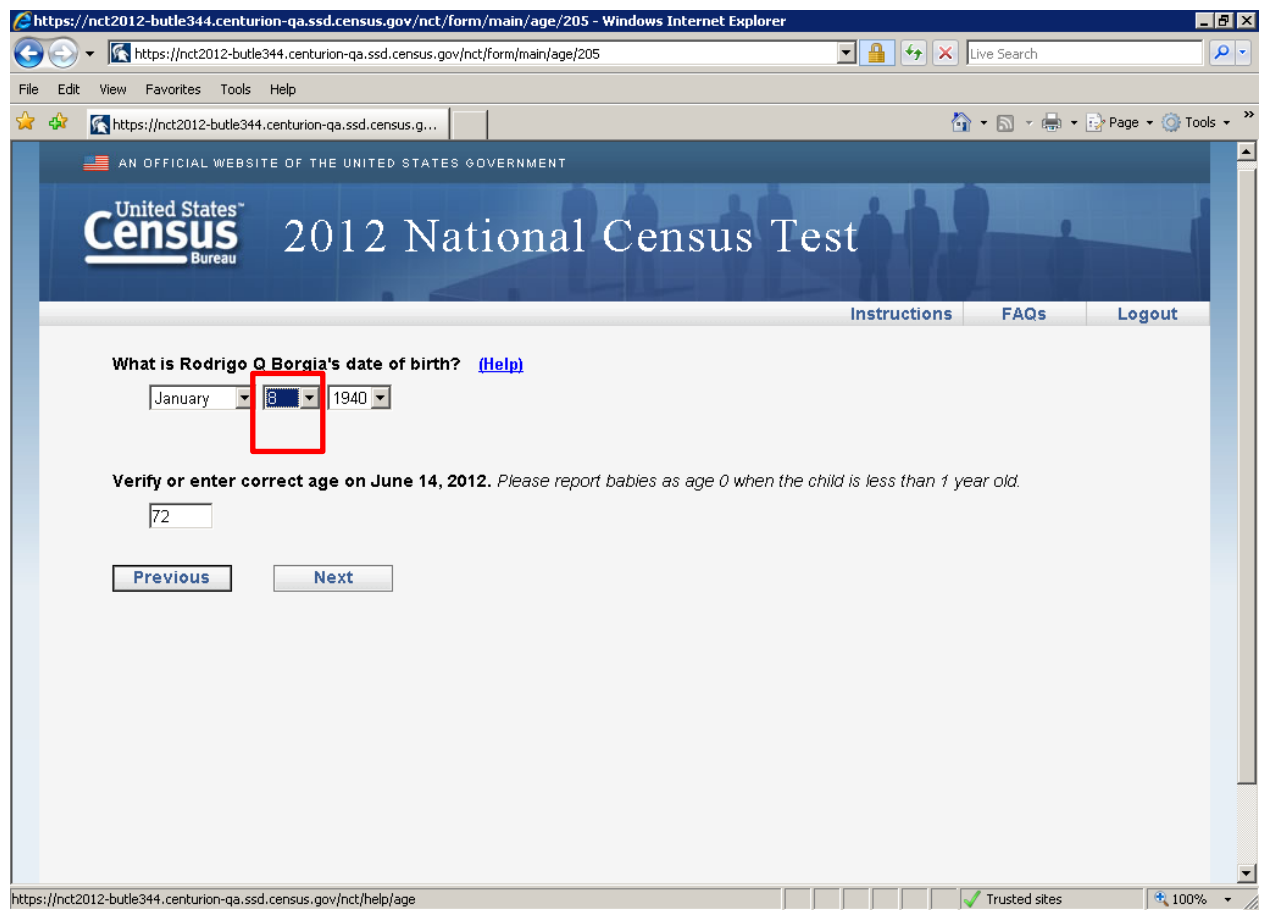 https://nct2012-butle344.centurion-qa.ssd.census.gov/nct/form/main/age/205 - Windows Internet Explorer
https://nct2012-butle344.centurion-qa.ssd.census.gov/nct/form/main/age/205
Live Search
File Edit View Favorites Tools Help
https://nct2012-butle344.centurion-qa.ssd.census.g...
Page Tools »
AN OFFICIAL WEBSITE OF THE UNITED STATES GOVERNMENT
United States™
Census
Bureau
2012 National Census Test
Instructions FAQs Logout
What is Rodrigo Q Borgia's date of birth? (Help)
January 8 1940
Verify or enter correct age on June 14, 2012. Please report babies as age 0 when the child is less than 1 year old.
72
Previous Next
https://nct2012-butle344.centurion-qa.ssd.census.gov/nct/help/age
Trusted sites
100%